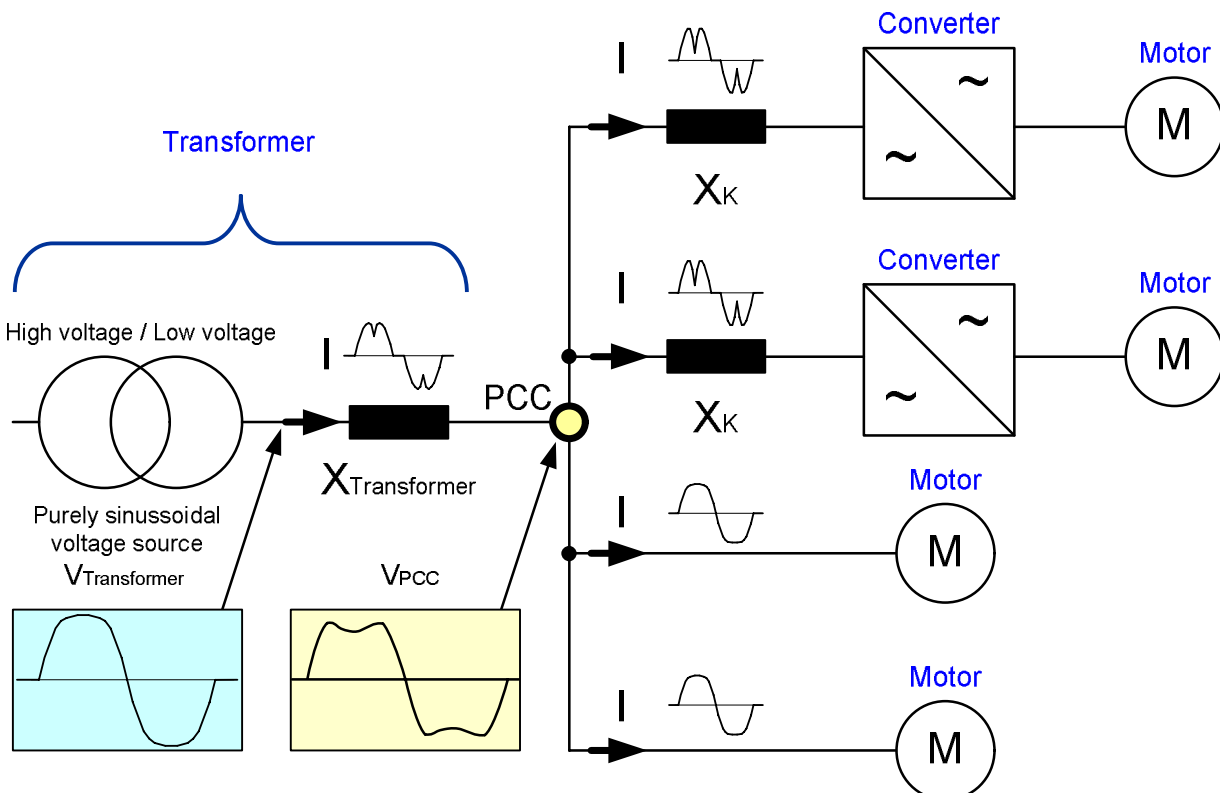 Converter
Motor
I
~
~
M
XK
Transformer
Converter
Motor
I
~
~
M
XK
High voltage / Low voltage
I
PCC
XTransformer
Purely sinussoidal
voltage source
VTransformer
VPCC
Motor
I
M
Motor
I
M